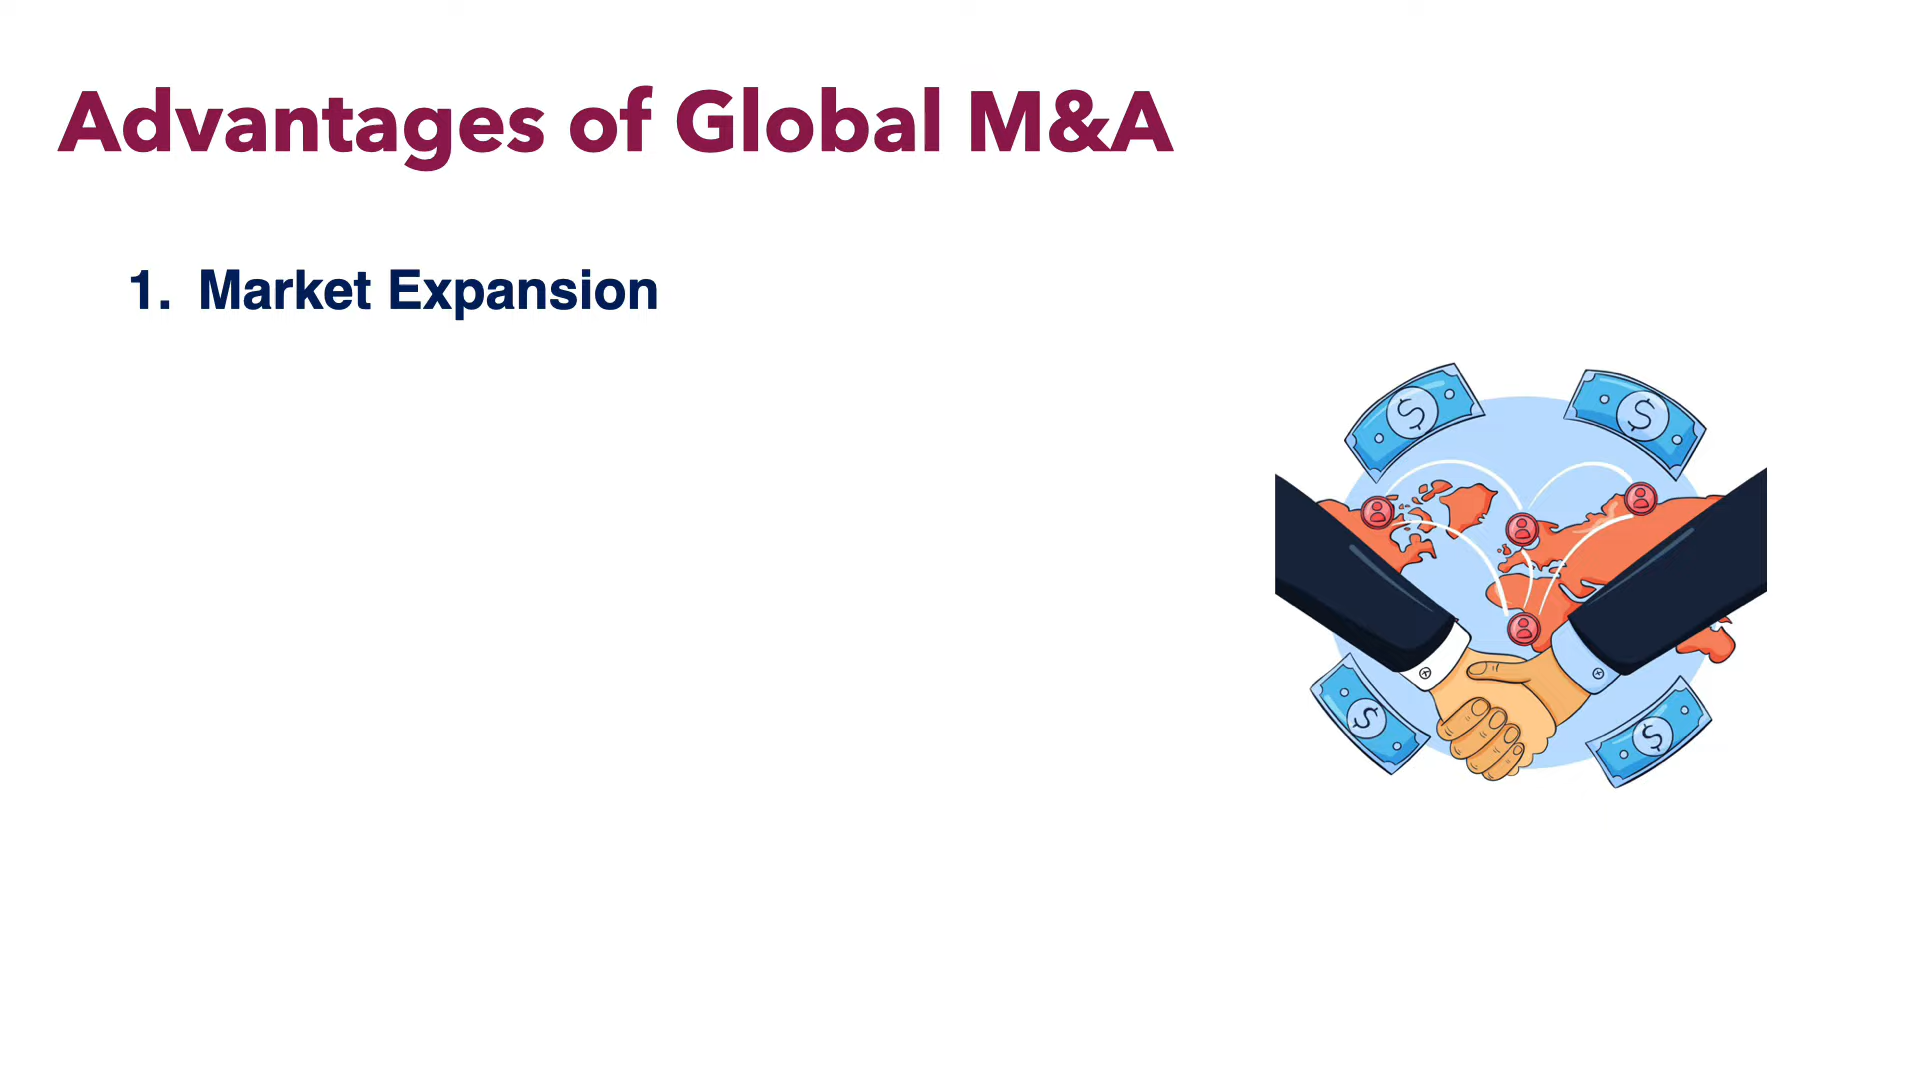 Advantages of Global M&A
1. Market Expansion
$ $
$ $